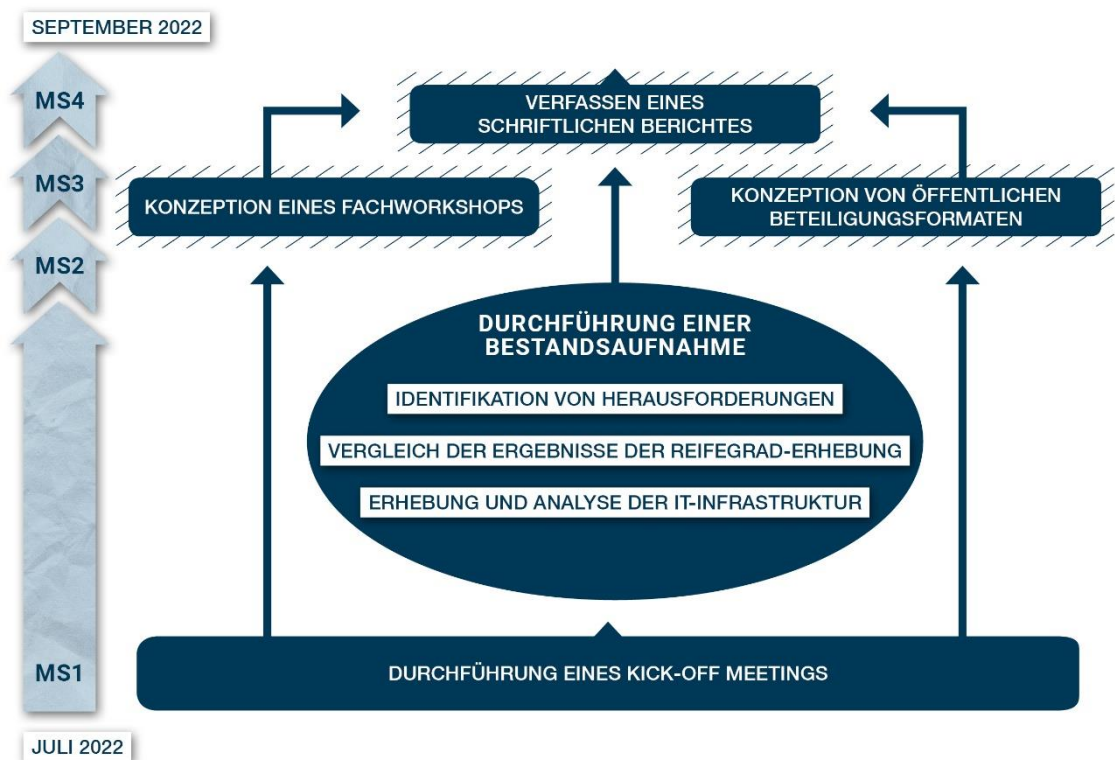 SEPTEMBER 2022
MS4
VERFASSEN EINES
SCHRIFTLICHEN BERICHTES
MS3
KONZEPTION EINES FACHWORKSHOPS
KONZEPTION VON ÖFFENTLICHEN
BETEILIGUNGSFORMATEN
MS2
DURCHFÜHRUNG EINER
BESTANDSAUFNAHME
IDENTIFIKATION VON HERAUSFORDERUNGEN
VERGLEICH DER ERGEBNISSE DER REIFEGRAD-ERHEBUNG
ERHEBUNG UND ANALYSE DER IT-INFRASTRUKTUR
MS1
DURCHFÜHRUNG EINES KICK-OFF MEETINGS
JULI 2022